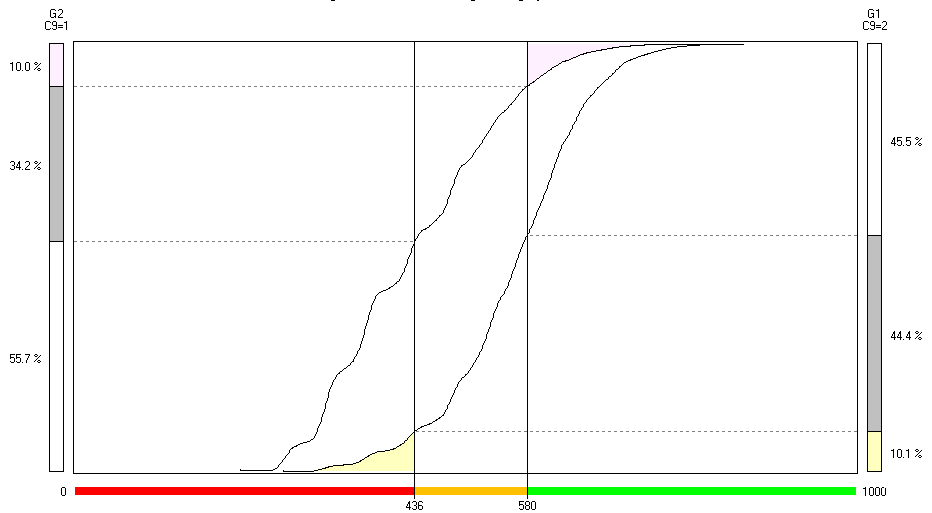 G2
C9=1
G1
C9=2
10.0 %
34.2 %
55.7 %
45.5 %
44.4 %
10.1 %
0
1000
436
580